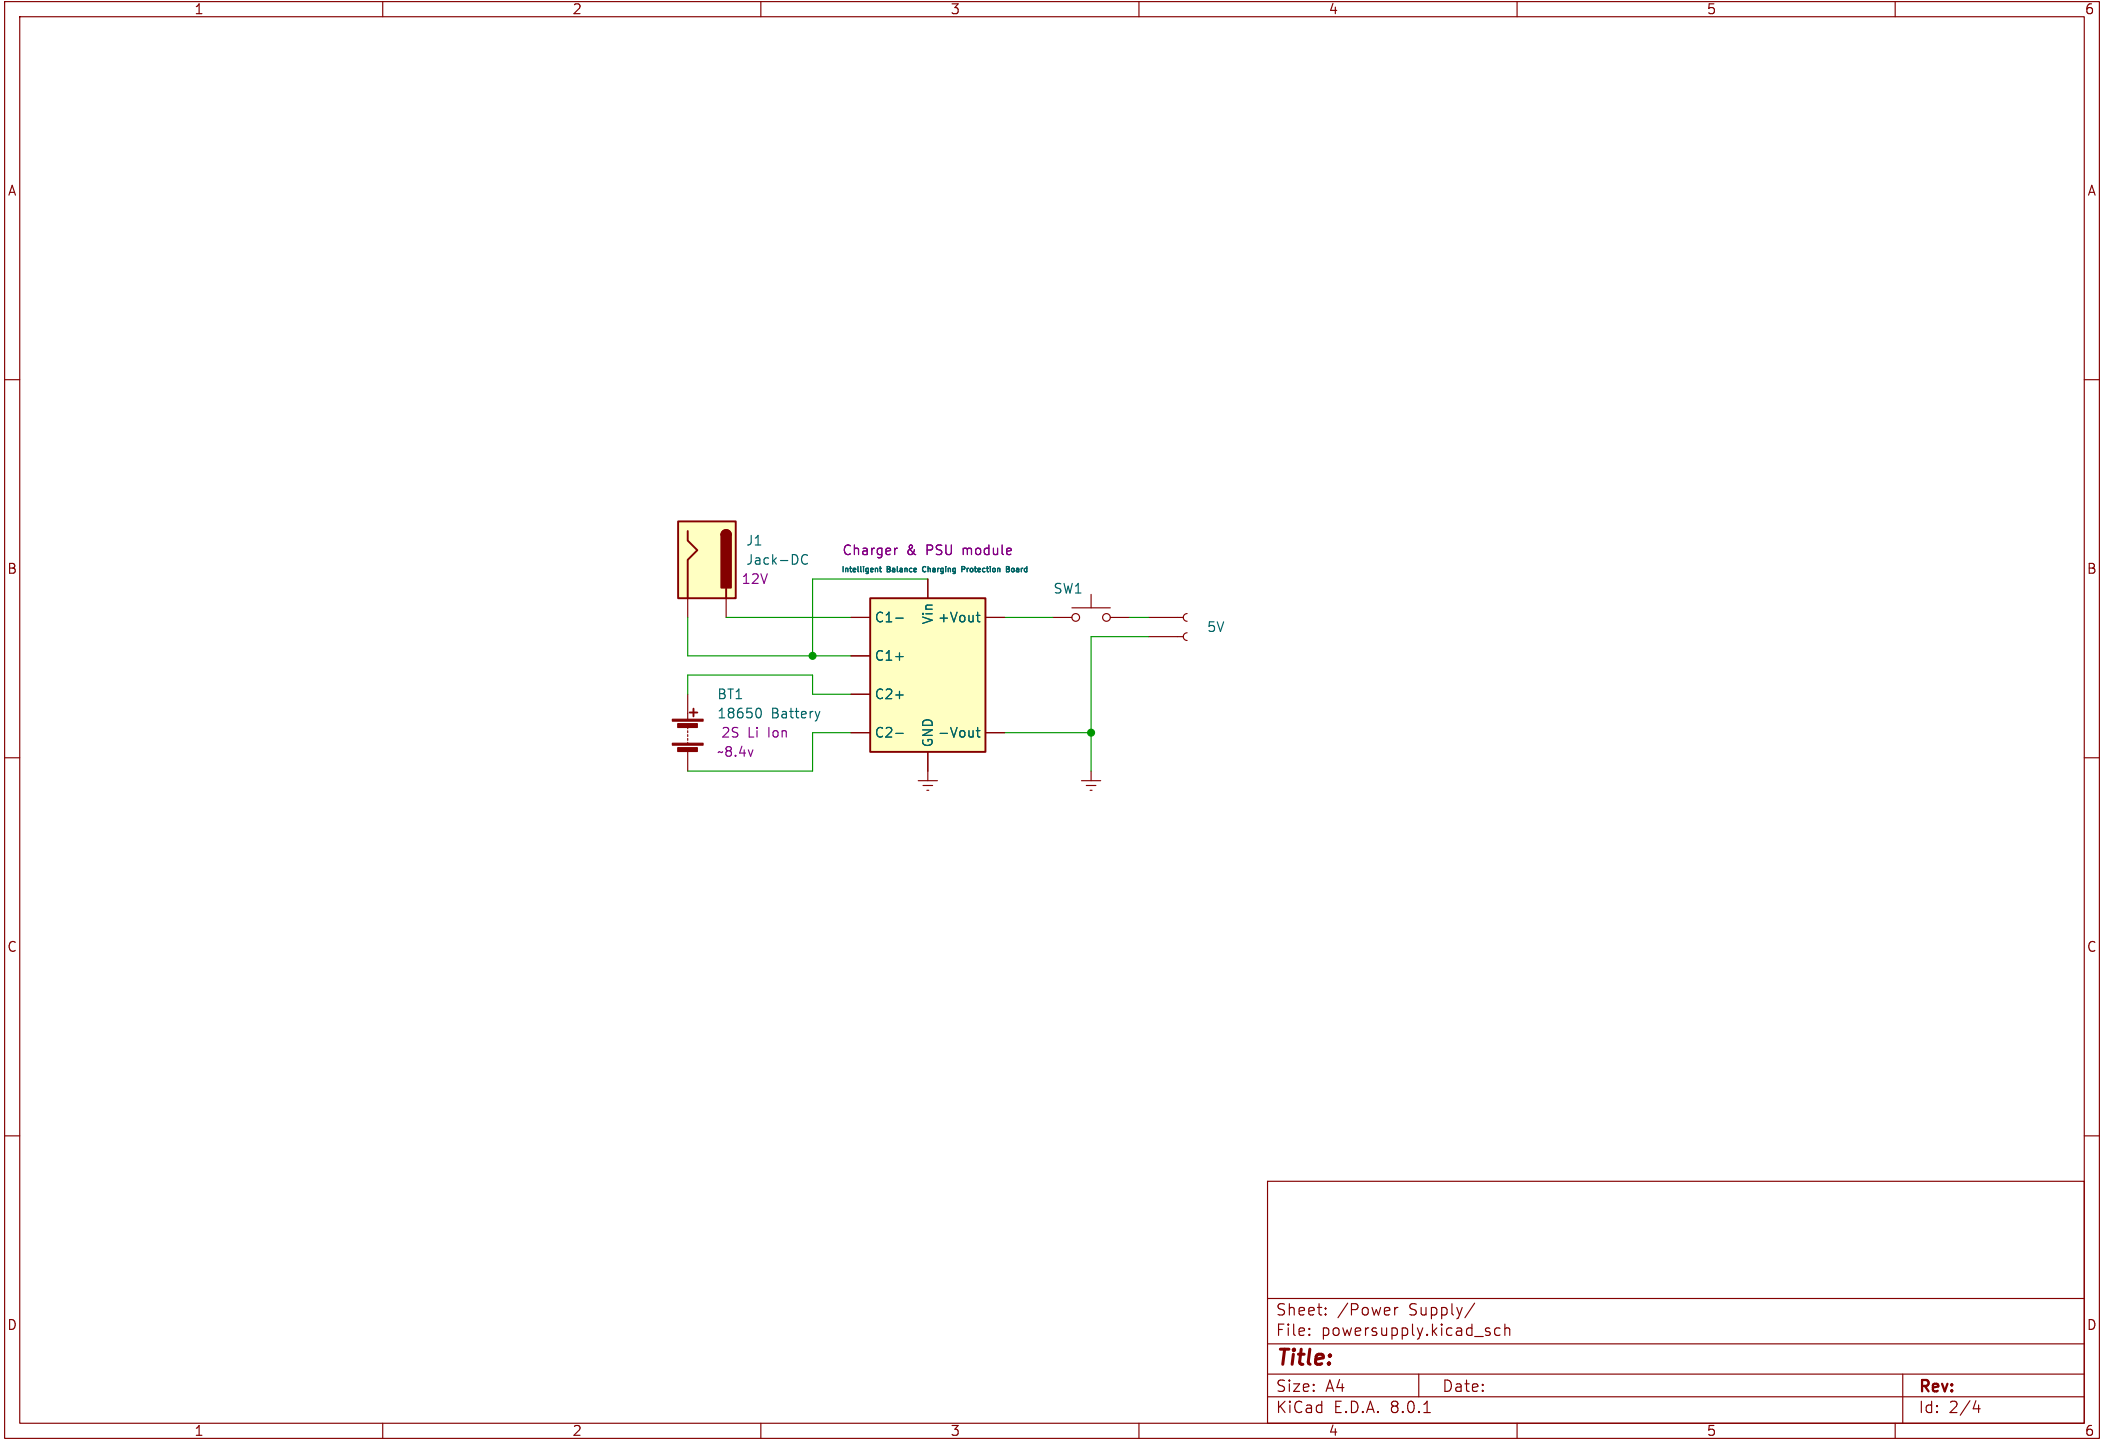 1 2 3 4 5 6
A A
J1
Jack-DC
12V
Charger & PSU module
Intelligent Balance Charging Protection Board
B B
SW1
C1- Vin +Vout
5V
C1+
BT1 C2+
18650 Battery
2S Li Ion C2- GND -Vout
~8.4v
C C
Sheet: /Power Supply/
D D
File: powersupply.kicad_sch
Title:
Size: A4 Date: Rev:
KiCad E.D.A. 8.0.1 Id: 2/4
1 2 3 4 5 6